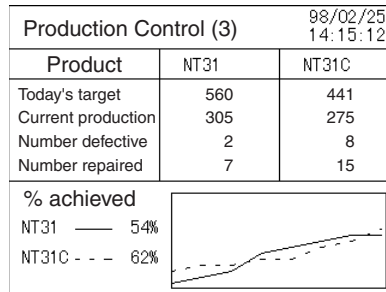 Production Control (3)
98/02/25
14:15:12
Product NT31 NT31C
Today's target 560 441
Current production 305 275
Number defective 2 8
Number repaired 7 15
% achieved
NT31 54%
NT31C 62%